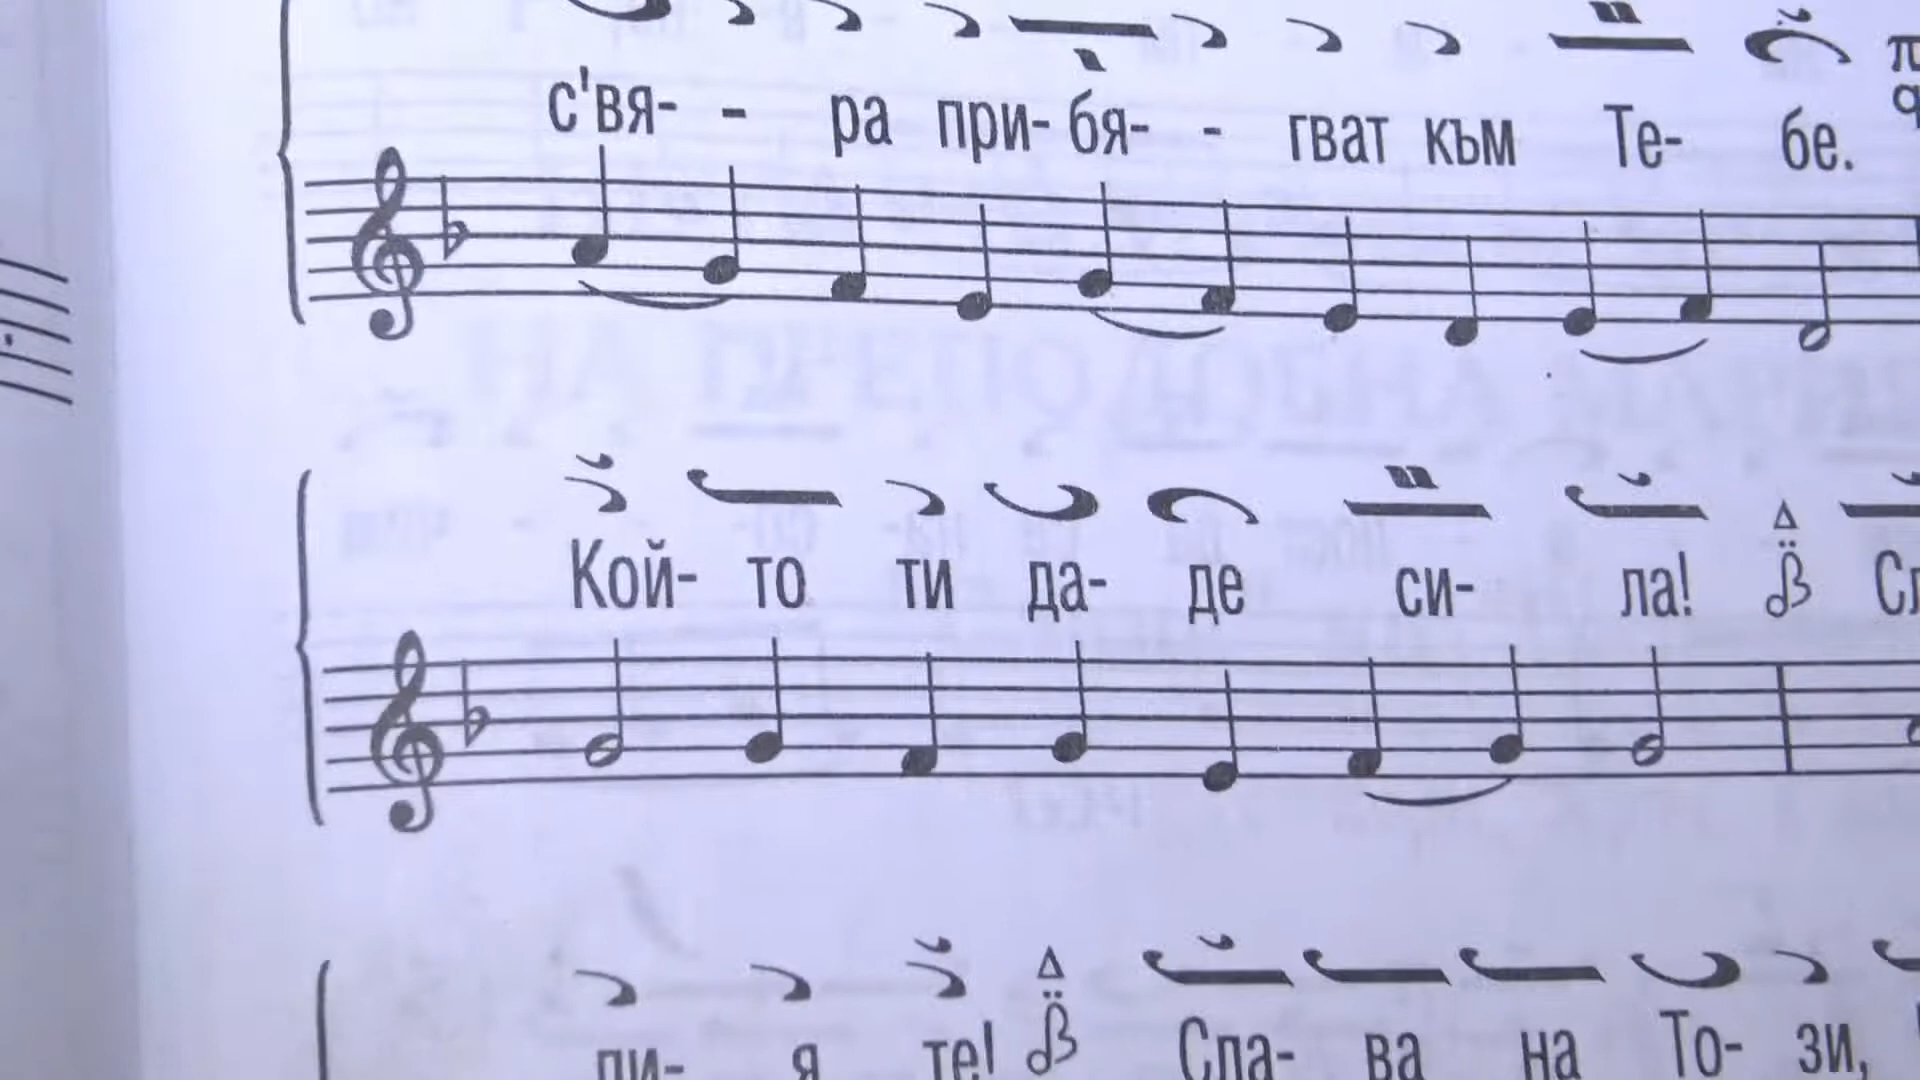 с'вя- - ра при- бя- - гват към Те- бе.
Кой- то ти да- де си- ла!
пи- я те! Сла- ва на То- зи,